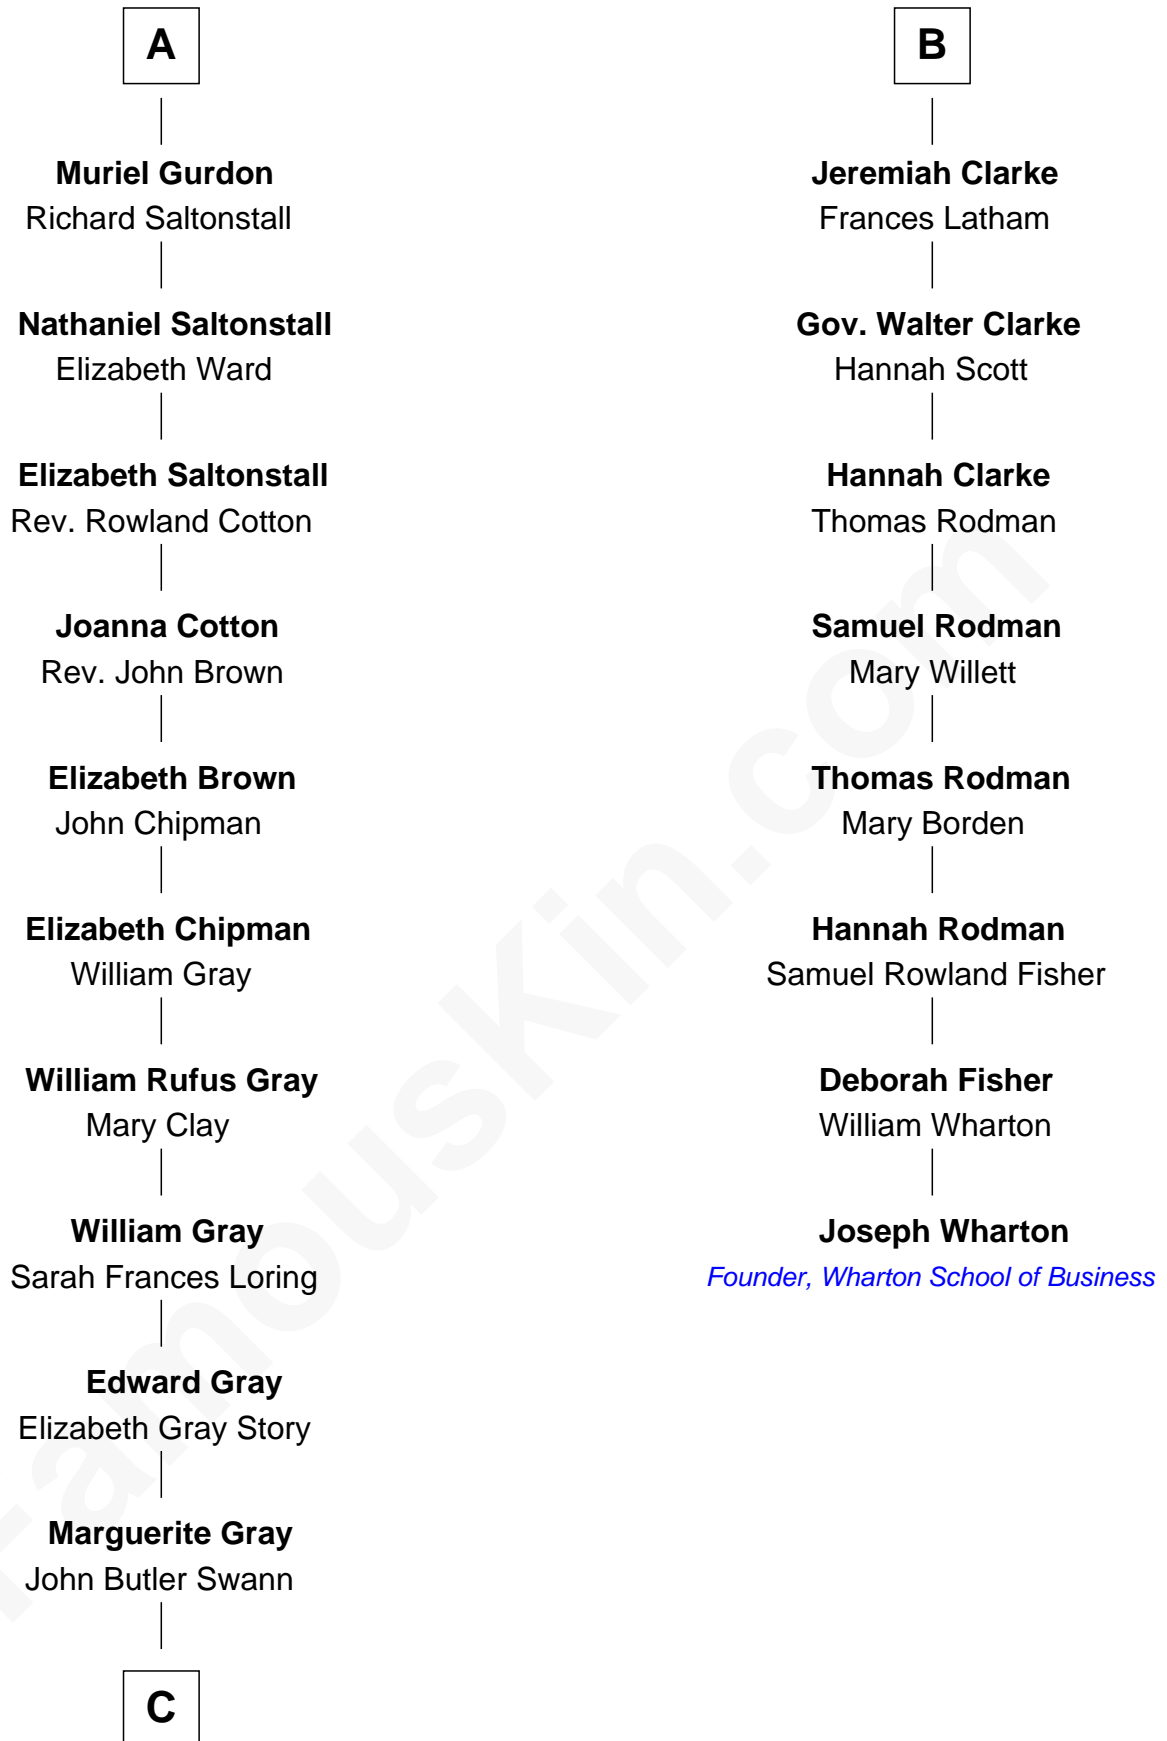 A
Muriel Gurdon
Richard Saltonstall
Nathaniel Saltonstall
Elizabeth Ward
Elizabeth Saltonstall
Rev. Rowland Cotton
Joanna Cotton
Rev. John Brown
Elizabeth Brown
John Chipman
Elizabeth Chipman
William Gray
William Rufus Gray
Mary Clay
William Gray
Sarah Frances Loring
Edward Gray
Elizabeth Gray Story
Marguerite Gray
John Butler Swann
C
B
Jeremiah Clarke
Frances Latham
Gov. Walter Clarke
Hannah Scott
Hannah Clarke
Thomas Rodman
Samuel Rodman
Mary Willett
Thomas Rodman
Mary Borden
Hannah Rodman
Samuel Rowland Fisher
Deborah Fisher
William Wharton
Joseph Wharton
Founder, Wharton School of Business
FamousKin.com